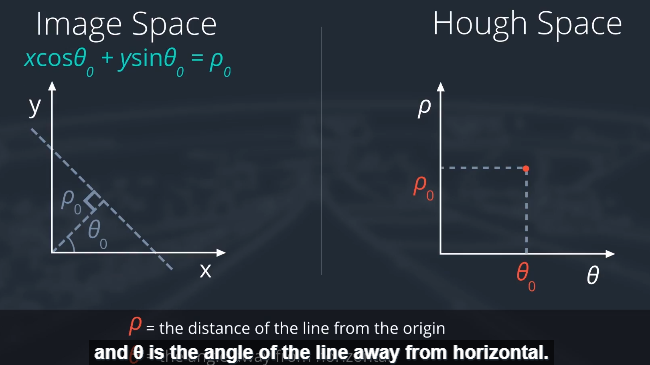 Image Space
Hough Space
xcosθ₀ + ysinθ₀ = ρ₀
y
ρ
ρ₀
θ₀
ρ₀
x
θ₀
θ
ρ = the distance of the line from the origin
and θ is the angle of the line away from horizontal.